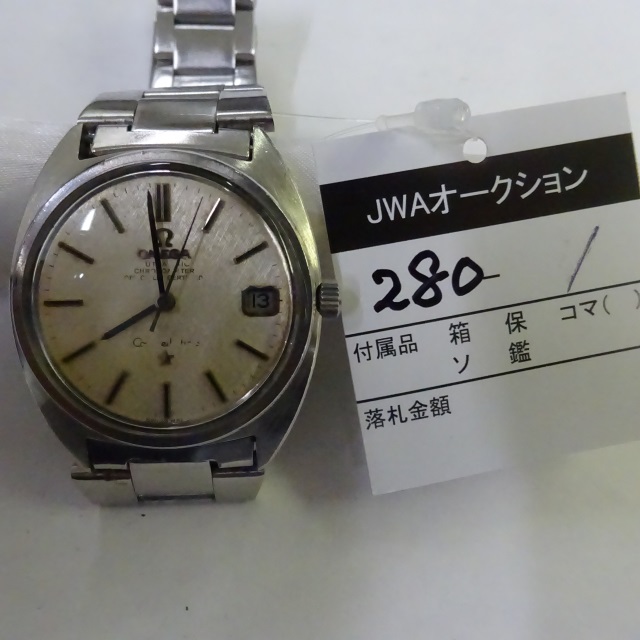 Ω
OMEGA
13
JWAオークション
280-
/
付属品 箱 保 コマ( )
ソ 鑑
落札金額